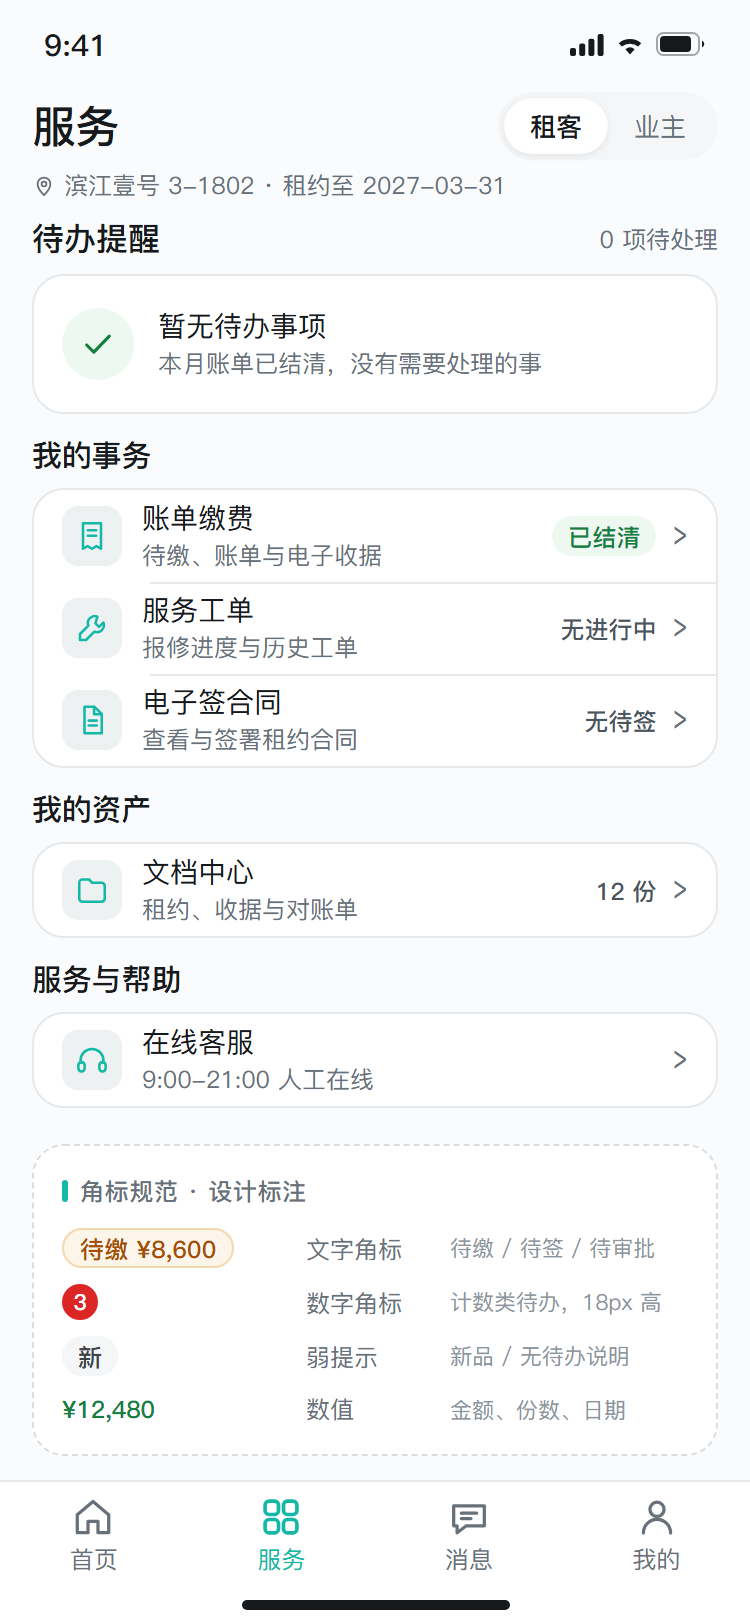 9:41
服务
租客
业主
滨江壹号 3-1802 · 租约至 2027-03-31
待办提醒
0 项待处理
暂无待办事项
本月账单已结清，没有需要处理的事
我的事务
账单缴费
待缴、账单与电子收据
已结清
服务工单
报修进度与历史工单
无进行中
电子签合同
查看与签署租约合同
无待签
我的资产
文档中心
租约、收据与对账单
12 份
服务与帮助
在线客服
9:00-21:00 人工在线
角标规范 · 设计标注
待缴 ¥8,600
文字角标
待缴 / 待签 / 待审批
3
数字角标
计数类待办，18px 高
新
弱提示
新品 / 无待办说明
¥12,480
数值
金额、份数、日期
首页
服务
消息
我的